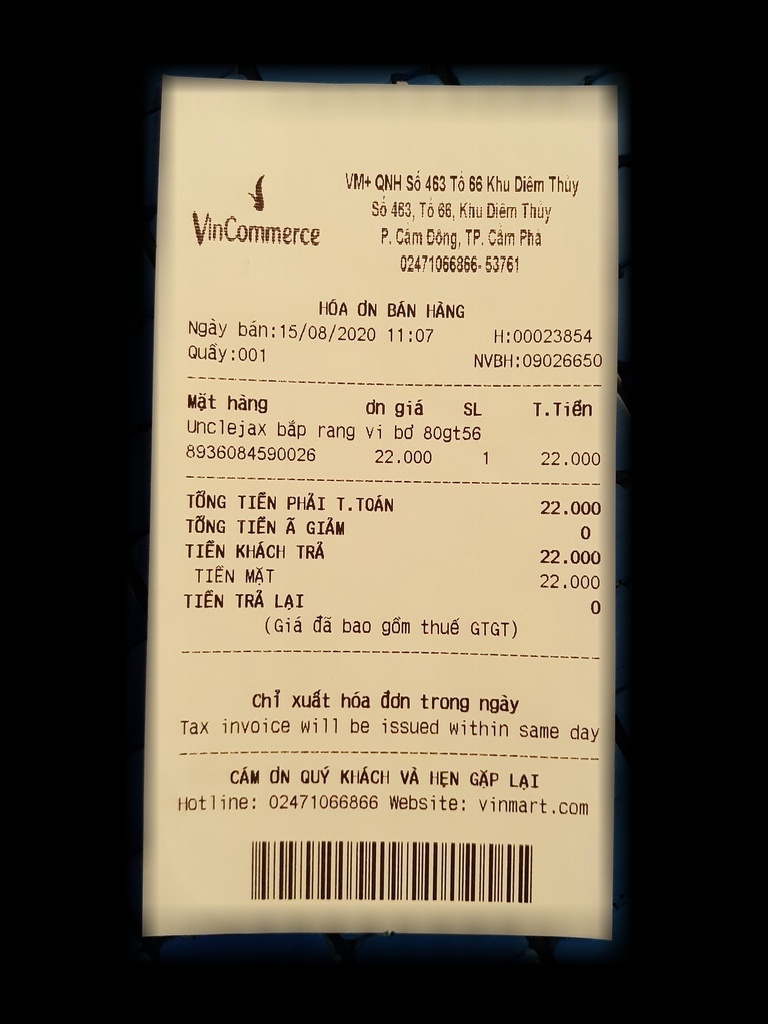 VinCommerce
VM+ QNH Số 463 Tổ 66 Khu Diêm Thủy
Số 463, Tổ 66, Khu Diêm Thủy
P. Cẩm Đông, TP. Cẩm Phả
02471066866- 53761
HÓA ƠN BÁN HÀNG
Ngày bán:15/08/2020 11:07 H:00023854
Quầy:001 NVBH:09026650
Mặt hàng ơn giá SL T.Tiền
Unclejax bắp rang vi bơ 80gt56
8936084590026 22.000 1 22.000
TỔNG TIỀN PHẢI T.TOÁN 22.000
TỔNG TIỀN Ã GIẢM 0
TIỀN KHÁCH TRẢ 22.000
TIỀN MẶT 22.000
TIỀN TRẢ LẠI 0
(Giá đã bao gồm thuế GTGT)
Chỉ xuất hóa đơn trong ngày
Tax invoice will be issued within same day
CÁM ƠN QUÝ KHÁCH VÀ HẸN GẶP LẠI
Hotline: 02471066866 Website: vinmart.com